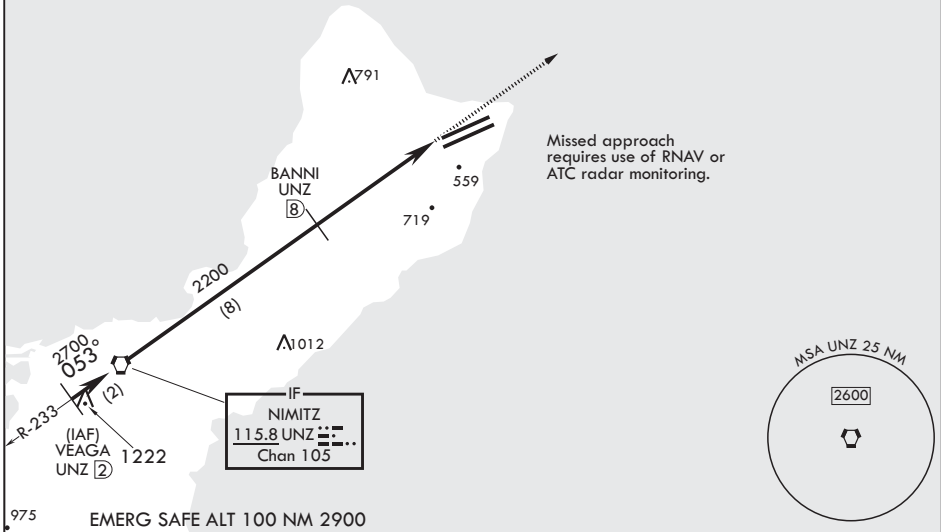 791
Missed approach
requires use of RNAV or
ATC radar monitoring.
559
719
BANNI
UNZ
8
2200
(8)
1012
2700
053°
(2)
R-233
(IAF)
VEAGA
UNZ 2
1222
IF
NIMITZ
115.8 UNZ
Chan 105
MSA UNZ 25 NM
2600
975
EMERG SAFE ALT 100 NM 2900